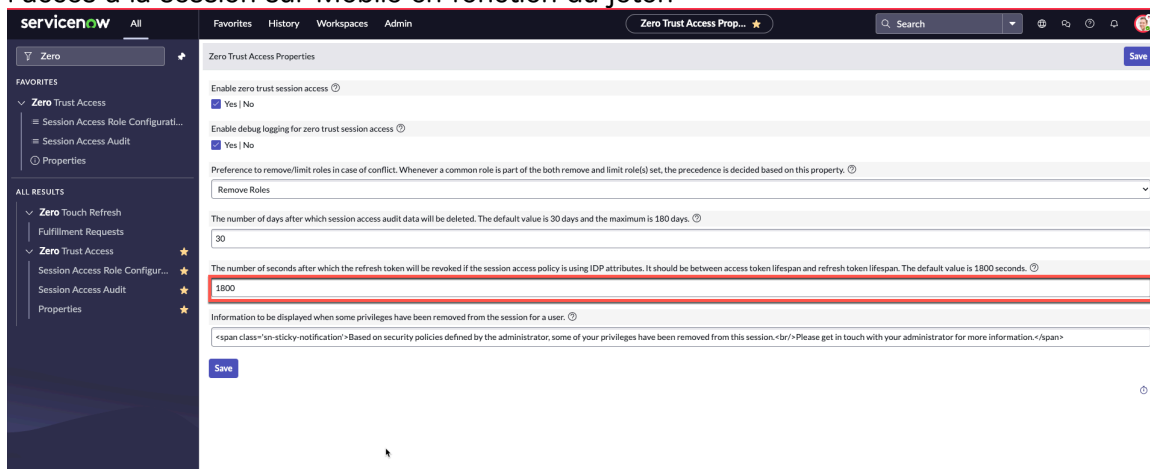 l'accès à la session sur Mobile en fonction du jeton
servicenow All Favorites History Workspaces Admin Zero Trust Access Prop... Search
Zero
FAVORITES
Zero Trust Access
Session Access Role Configurati...
Session Access Audit
Properties
ALL RESULTS
Zero Touch Refresh
Fulfillment Requests
Zero Trust Access
Session Access Role Configur...
Session Access Audit
Properties
Zero Trust Access Properties Save
Enable zero trust session access
Yes | No
Enable debug logging for zero trust session access
Yes | No
Preference to remove/limit roles in case of conflict. Whenever a common role is part of the both remove and limit role(s) set, the precedence is decided based on this property.
Remove Roles
The number of days after which session access audit data will be deleted. The default value is 30 days and the maximum is 180 days.
30
The number of seconds after which the refresh token will be revoked if the session access policy is using IDP attributes. It should be between access token lifespan and refresh token lifespan. The default value is 1800 seconds.
1800
Information to be displayed when some privileges have been removed from the session for a user.
<span class='sn-sticky-notification'>Based on security policies defined by the administrator, some of your privileges have been removed from this session.<br/>Please get in touch with your administrator for more information.</span>
Save